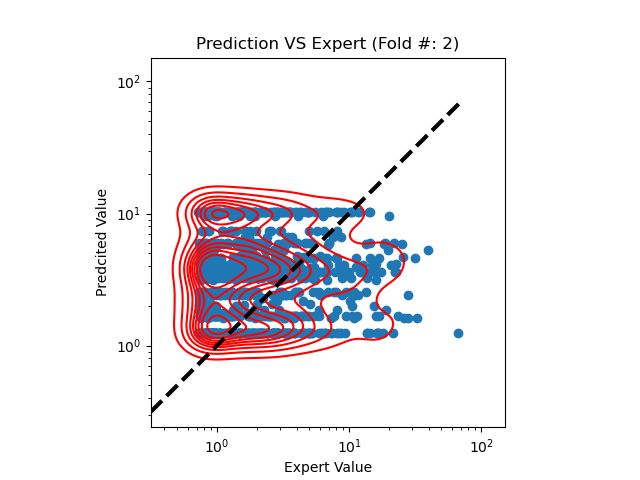 Prediction VS Expert (Fold #: 2)
10²
10¹
10⁰
Predcited Value
10⁰ 10¹ 10²
Expert Value